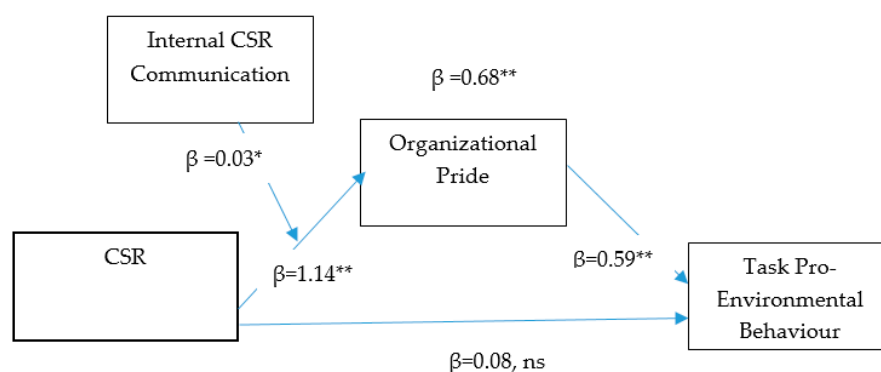 Internal CSR
Communication
β =0.68**
β =0.03*
Organizational
Pride
CSR
β=1.14**
β=0.59**
Task Pro-
Environmental
Behaviour
β=0.08, ns